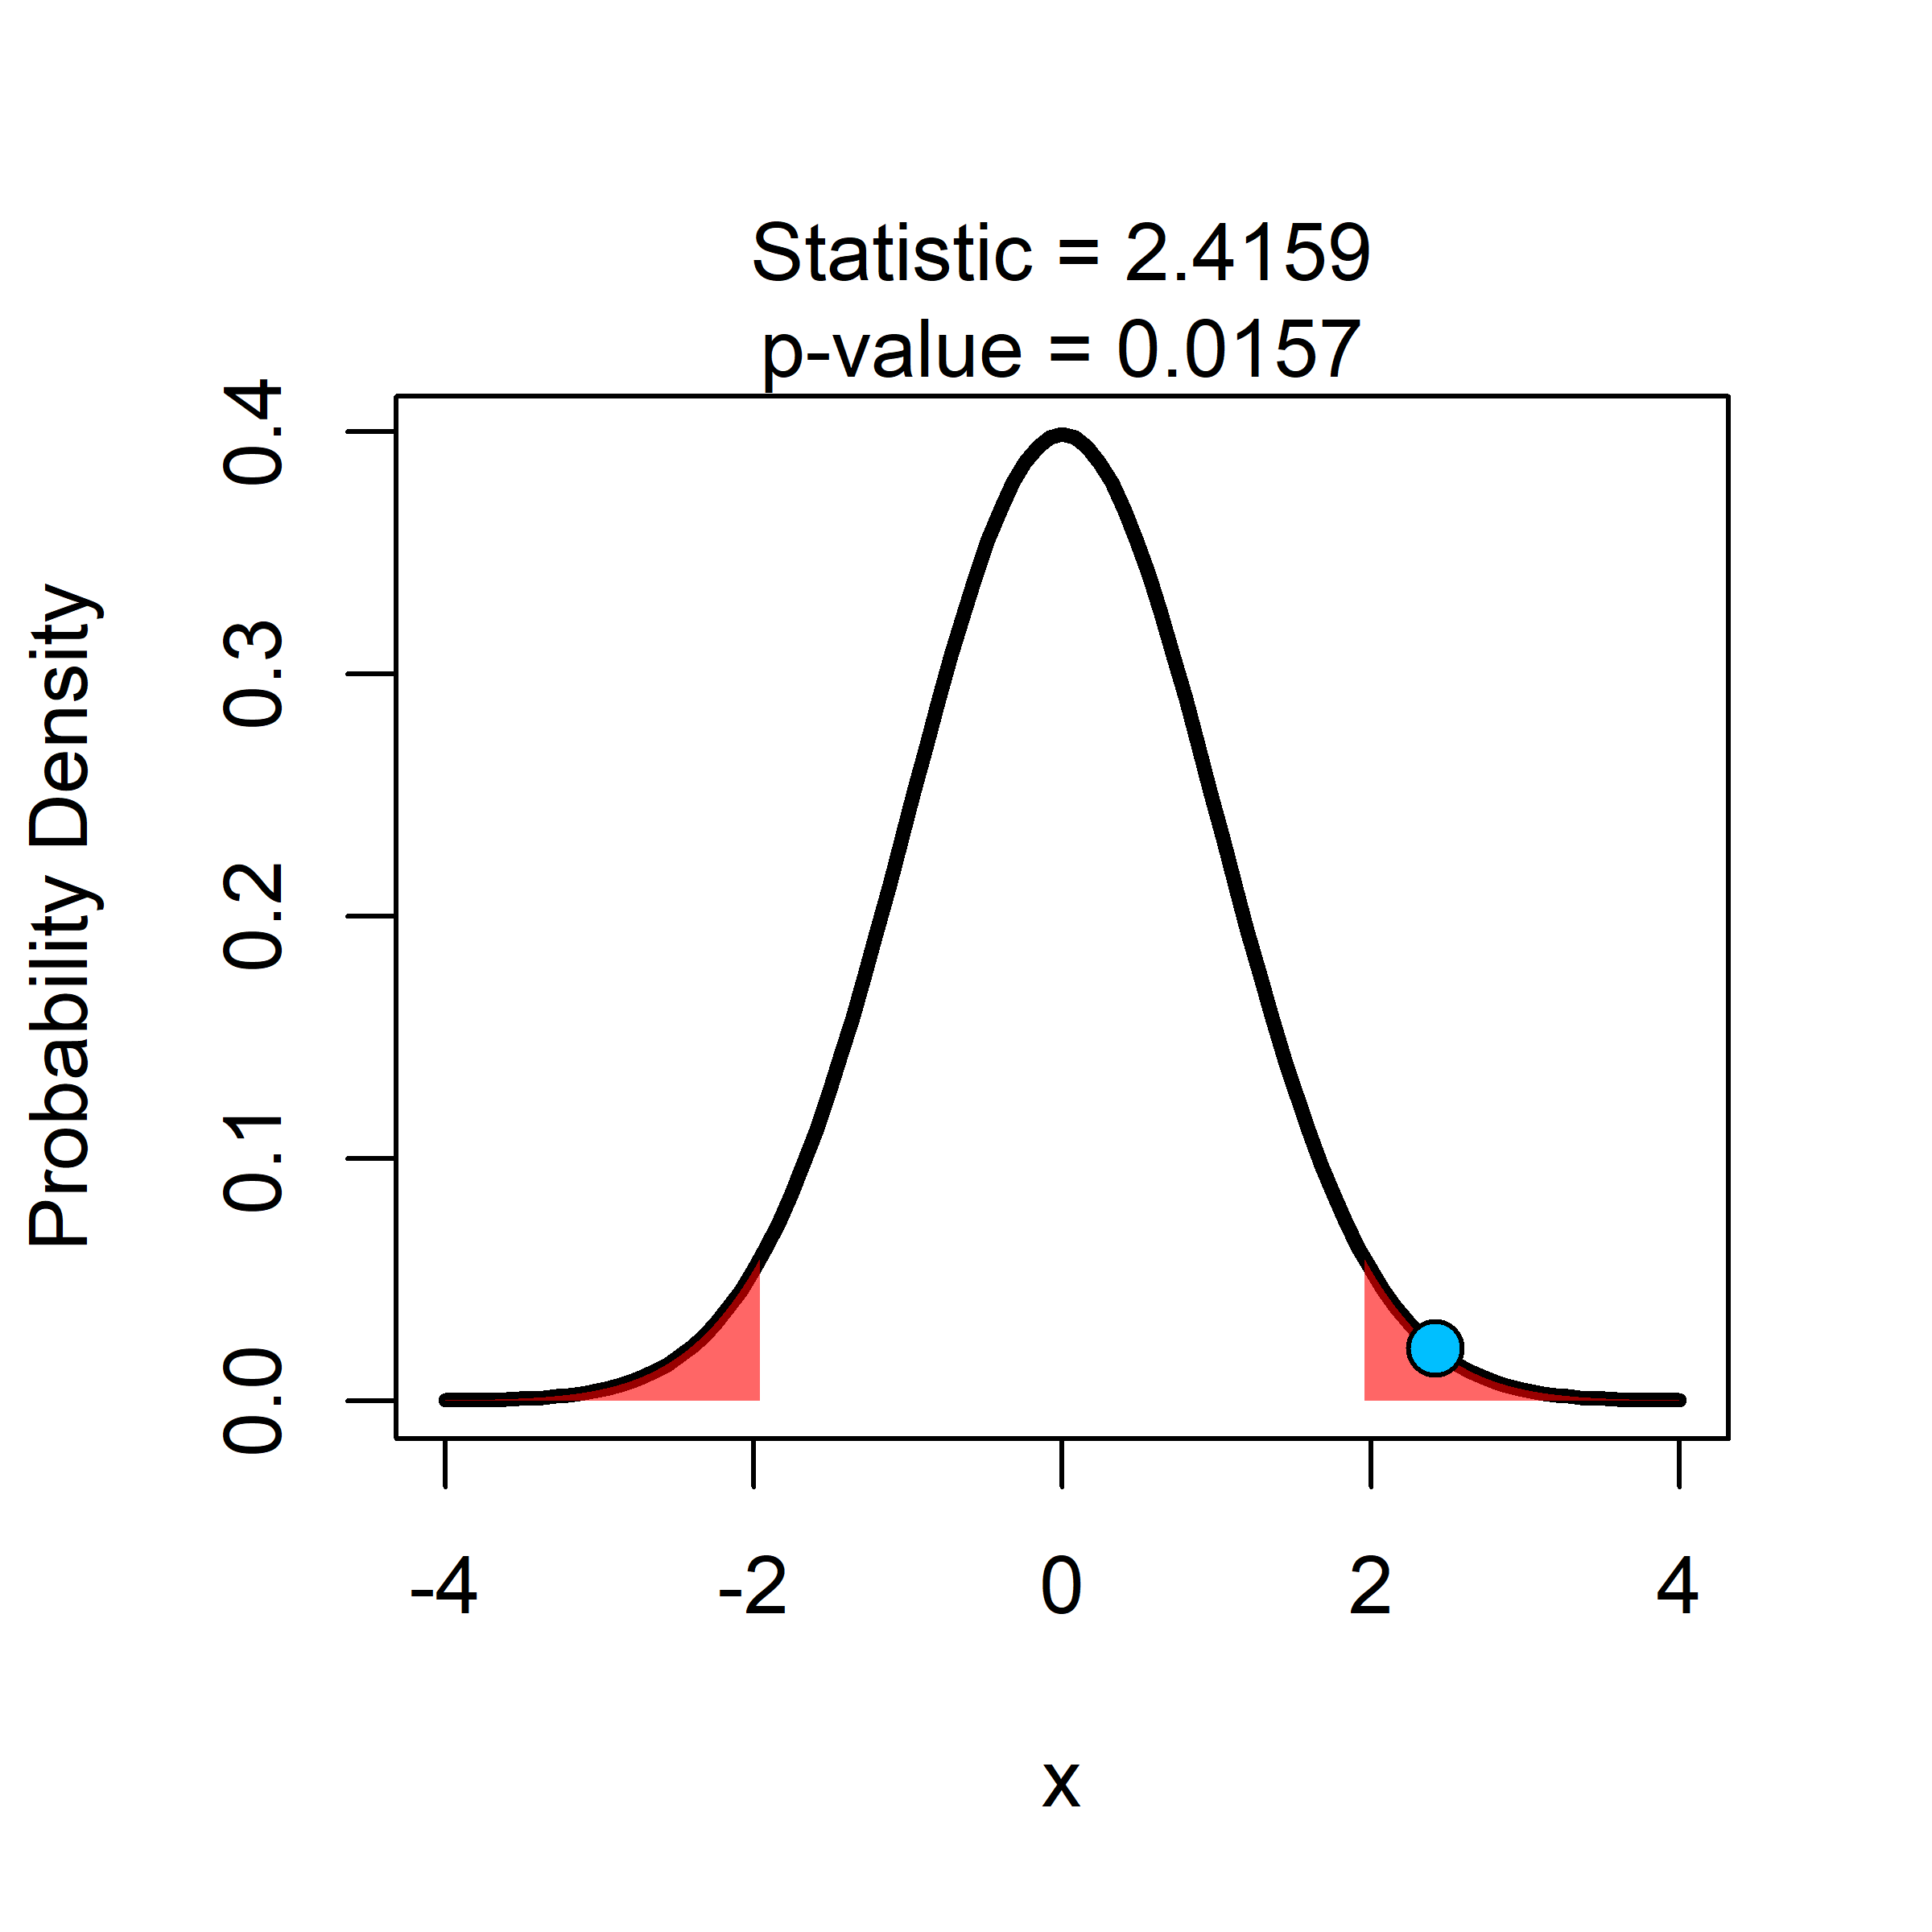 Statistic = 2.4159
p-value = 0.0157
Probability Density
0.4
0.3
0.2
0.1
0.0
-4 -2 0 2 4
x